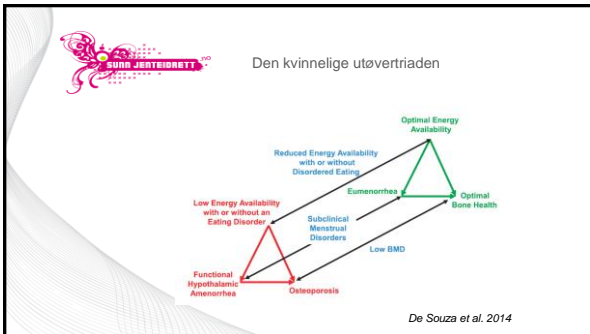 SUNN JENTEIDRETT.NO
Den kvinnelige utøvertriaden
Optimal Energy
Availability
Reduced Energy Availability
with or without
Disordered Eating
Eumenorrhea
Optimal
Bone Health
Low Energy Availability
with or without an
Eating Disorder
Subclinical
Menstrual
Disorders
Low BMD
Functional
Hypothalamic
Amenorrhea
Osteoporosis
De Souza et al. 2014